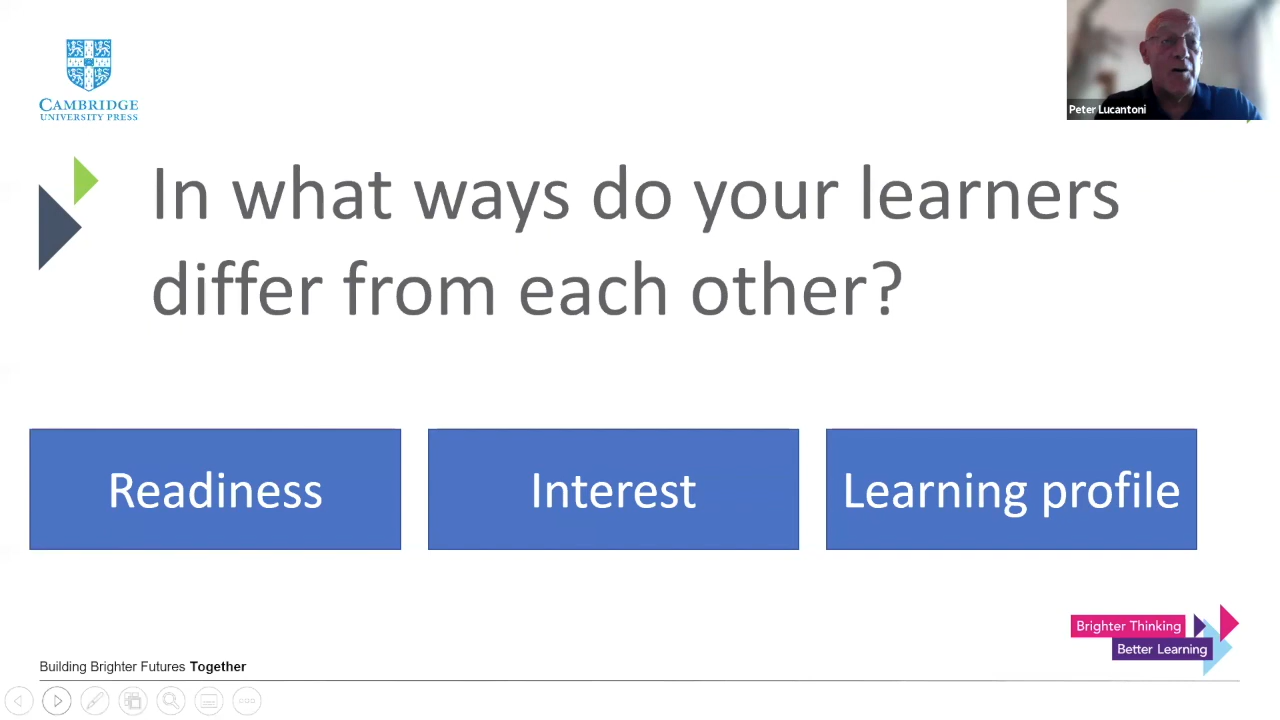 CAMBRIDGE
UNIVERSITY PRESS
Peter Lucantoni
In what ways do your learners
differ from each other?
Readiness
Interest
Learning profile
Brighter Thinking
Better Learning
Building Brighter Futures Together